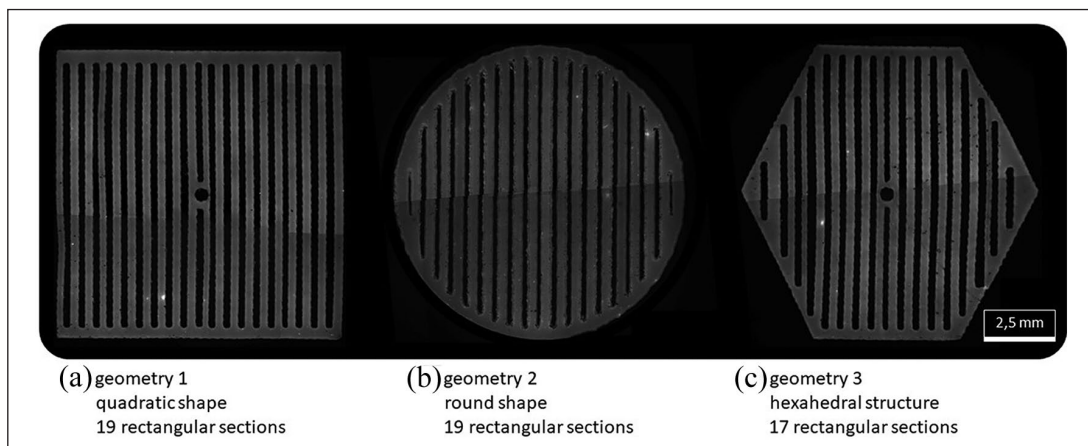 2,5 mm
(a) geometry 1
quadratic shape
19 rectangular sections
(b) geometry 2
round shape
19 rectangular sections
(c) geometry 3
hexahedral structure
17 rectangular sections